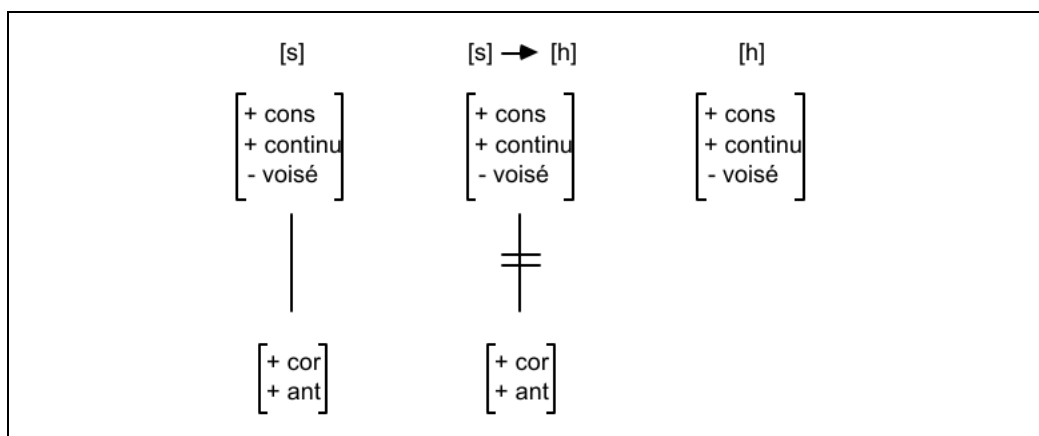 [s] [s] → [h] [h]
+ cons + cons + cons
+ continu + continu + continu
- voisé - voisé - voisé
+ cor + cor
+ ant + ant